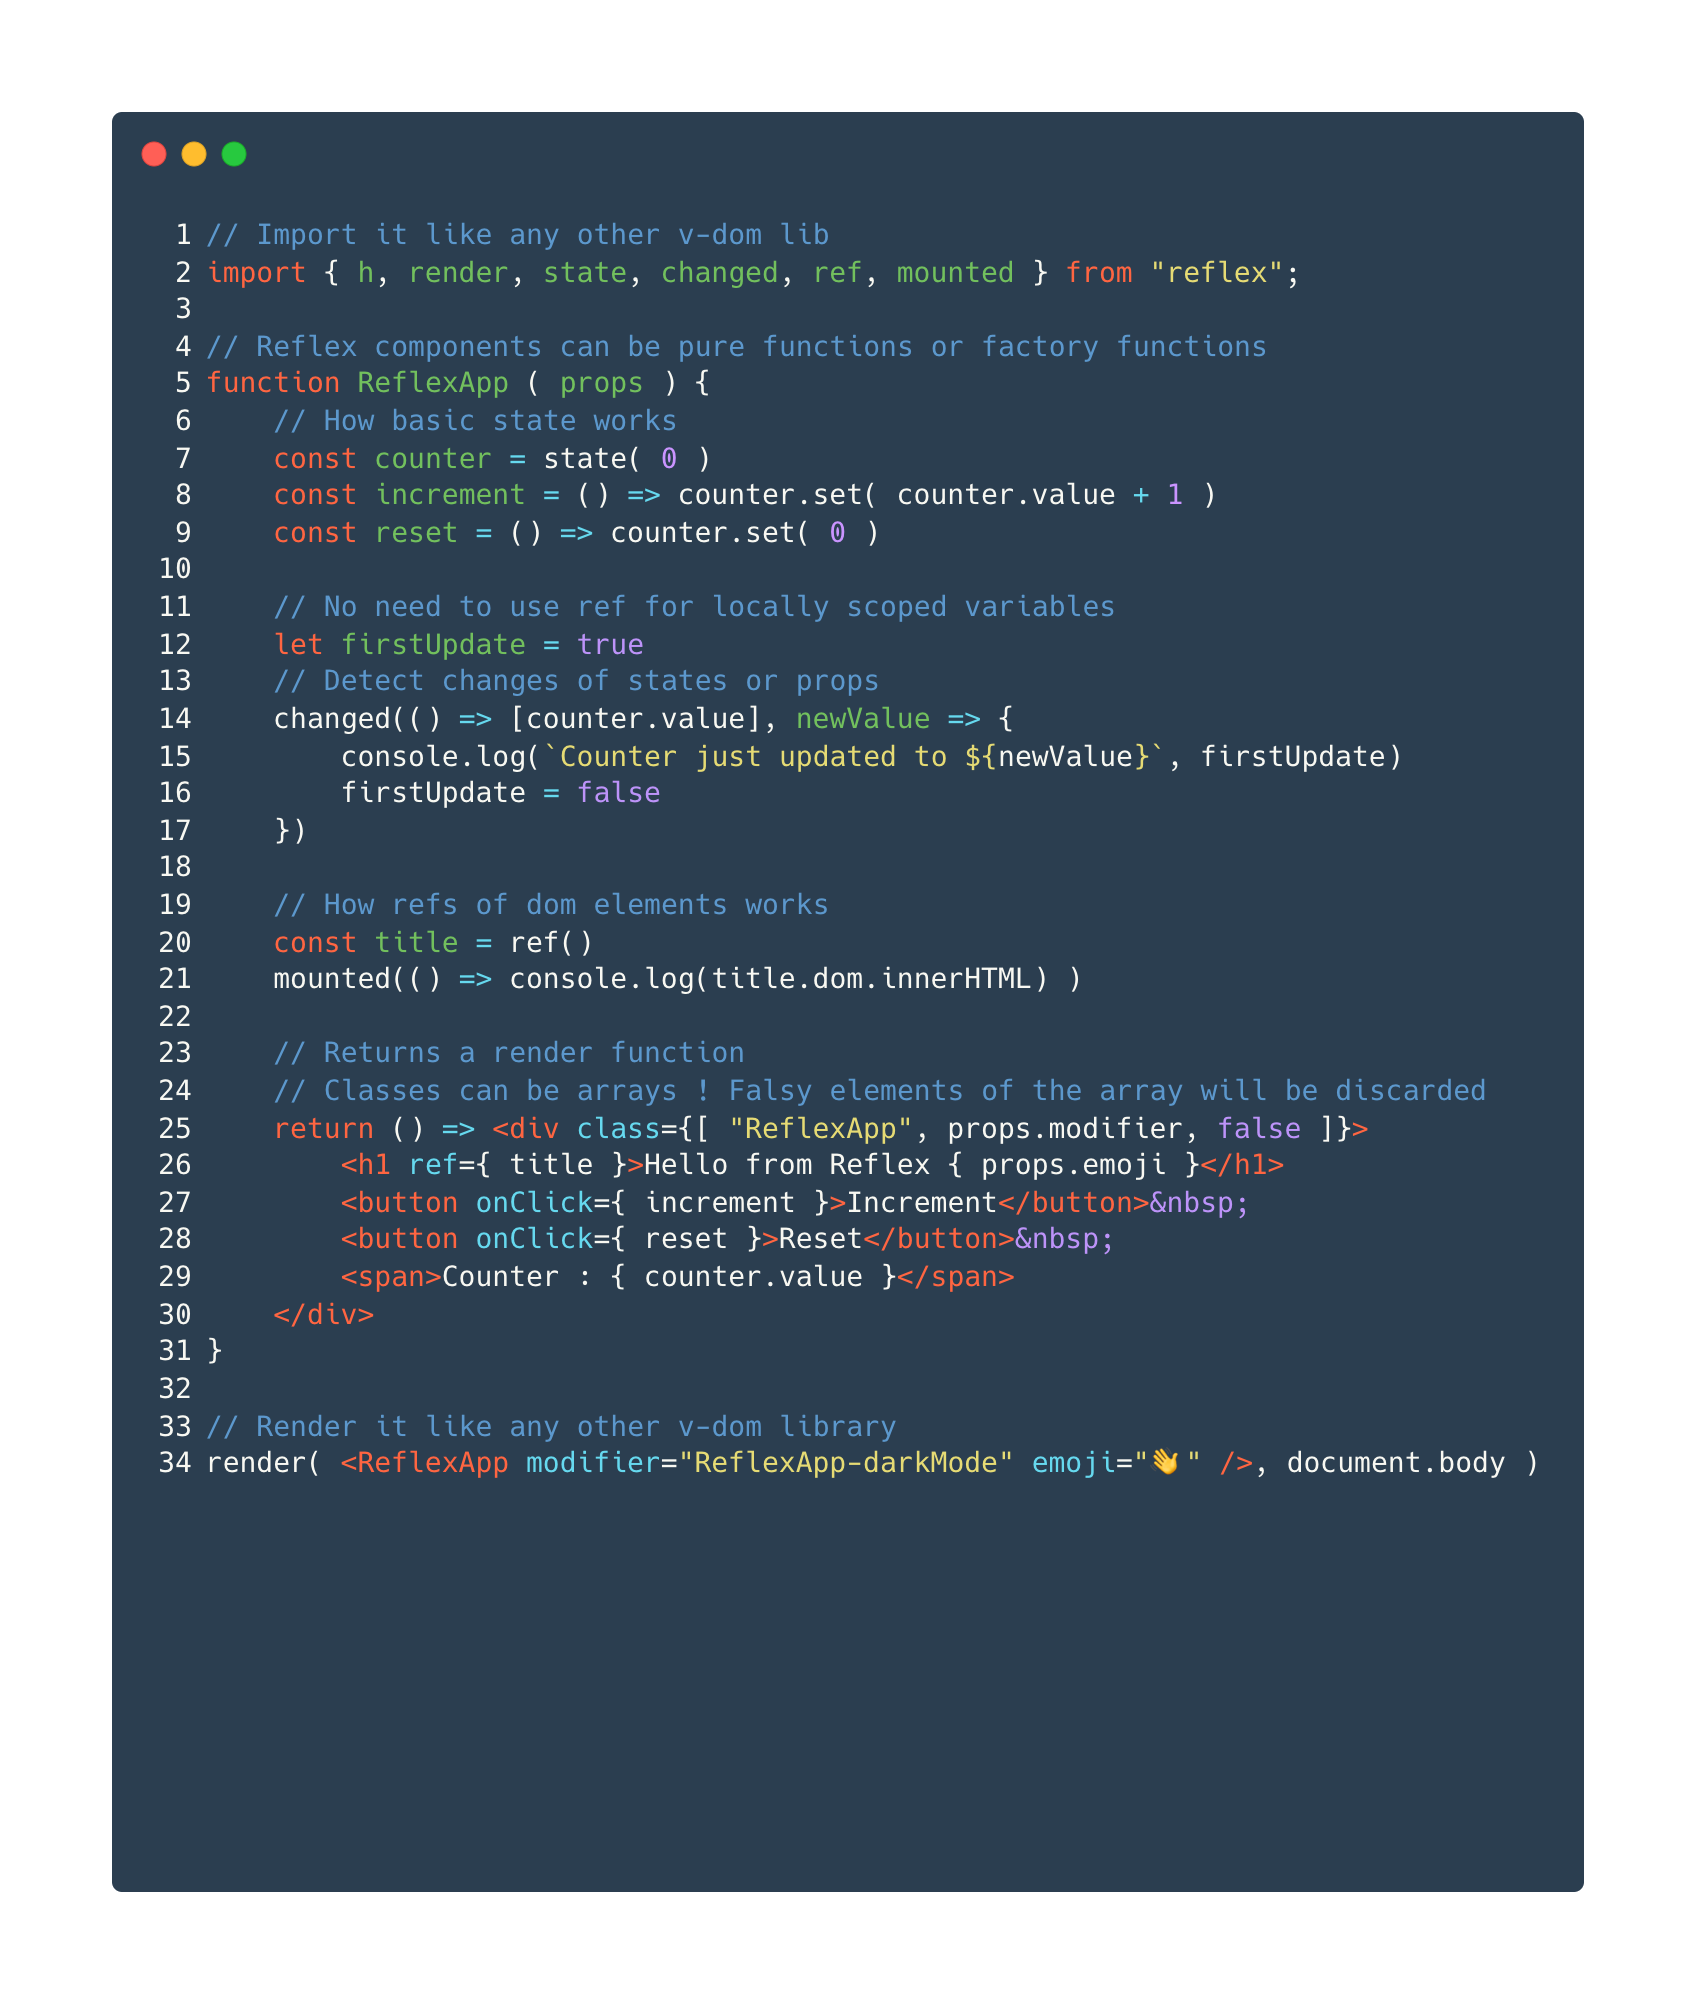 1 // Import it like any other v-dom lib
2 import { h, render, state, changed, ref, mounted } from "reflex";
3
4 // Reflex components can be pure functions or factory functions
5 function ReflexApp ( props ) {
6     // How basic state works
7     const counter = state( 0 )
8     const increment = () => counter.set( counter.value + 1 )
9     const reset = () => counter.set( 0 )
10
11     // No need to use ref for locally scoped variables
12     let firstUpdate = true
13     // Detect changes of states or props
14     changed(() => [counter.value], newValue => {
15         console.log(`Counter just updated to ${newValue}`, firstUpdate)
16         firstUpdate = false
17     })
18
19     // How refs of dom elements works
20     const title = ref()
21     mounted(() => console.log(title.dom.innerHTML) )
22
23     // Returns a render function
24     // Classes can be arrays ! Falsy elements of the array will be discarded
25     return () => <div class={[ "ReflexApp", props.modifier, false ]}>
26         <h1 ref={ title }>Hello from Reflex { props.emoji }</h1>
27         <button onClick={ increment }>Increment</button>&nbsp;
28         <button onClick={ reset }>Reset</button>&nbsp;
29         <span>Counter : { counter.value }</span>
30     </div>
31 }
32
33 // Render it like any other v-dom library
34 render( <ReflexApp modifier="ReflexApp-darkMode" emoji="👋" />, document.body )